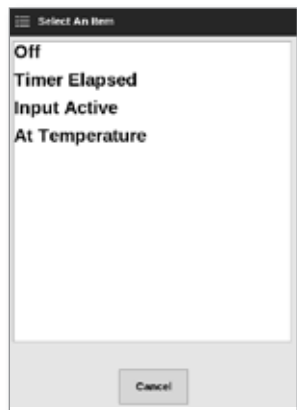 Select An Item
Off
Timer Elapsed
Input Active
At Temperature
Cancel